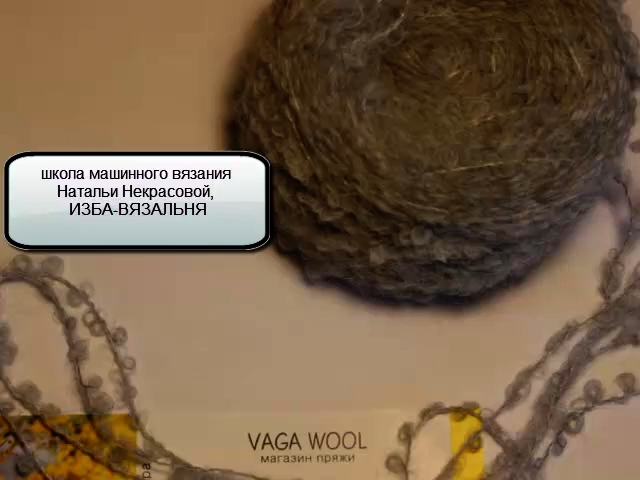 школа машинного вязания
Натальи Некрасовой,
ИЗБА-ВЯЗАЛЬНЯ
VAGA WOOL
магазин пряжи